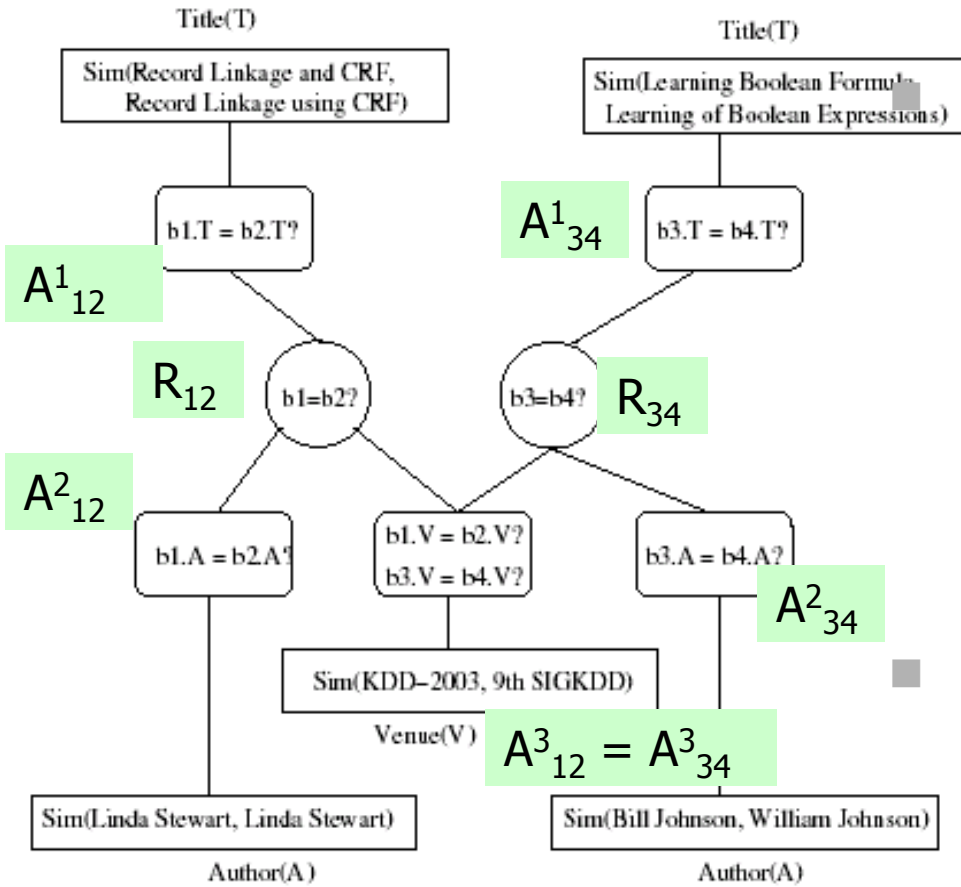 Title(T)
Title(T)
Sim(Record Linkage and CRF,
Record Linkage using CRF)
Sim(Learning Boolean
Learning of Boolean Expressions)
b1.T = b2.T?
A¹₃₄
b3.T = b4.T?
A¹₁₂
R₁₂
b1=b2?
b3=b4?
R₃₄
A²₁₂
b1.A = b2.A?
b1.V = b2.V?
b3.V = b4.V?
b3.A = b4.A?
A²₃₄
Sim(KDD–2003, 9th SIGKDD)
Venue(V)
A³₁₂ = A³₃₄
Sim(Linda Stewart, Linda Stewart)
Sim(Bill Johnson, William Johnson)
Author(A)
Author(A)